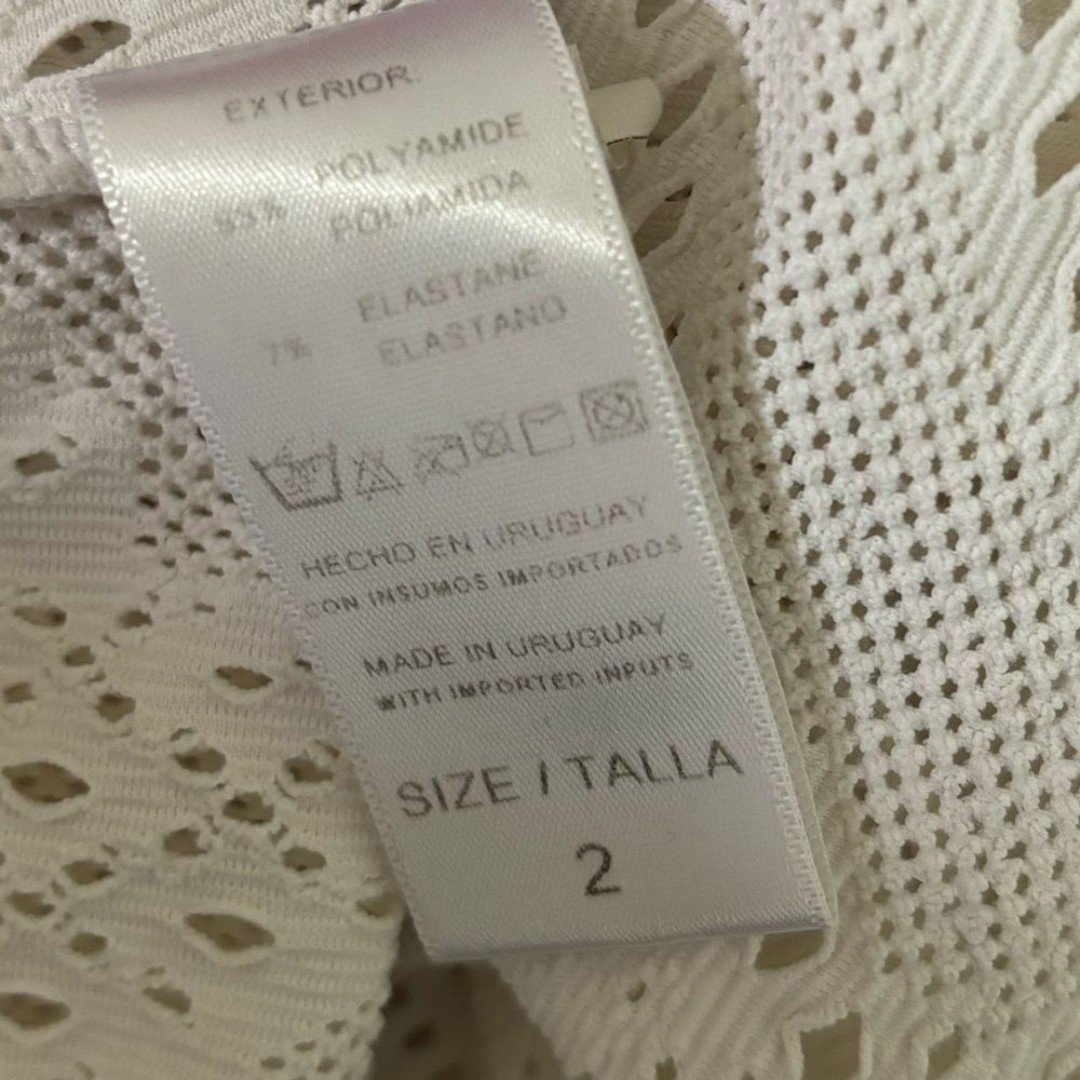 EXTERIOR.
POLYAMIDE
93% POLIAMIDA
ELASTANE
7% ELASTANO
HECHO EN URUGUAY
CON INSUMOS IMPORTADOS
MADE IN URUGUAY
WITH IMPORTED INPUTS
SIZE / TALLA
2